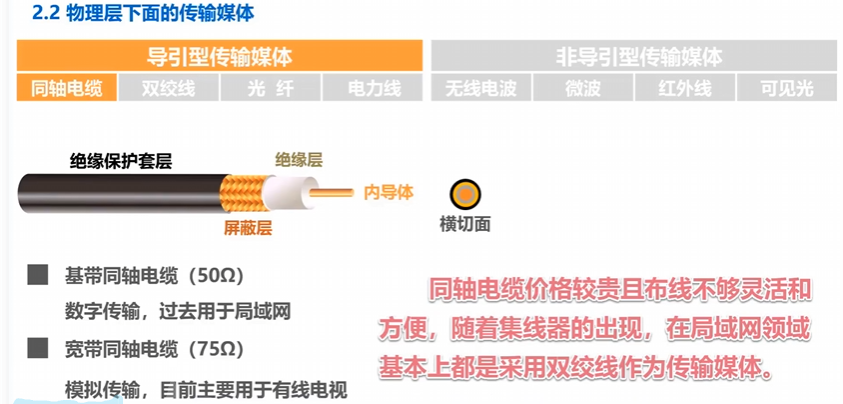 2.2 物理层下面的传输媒体
导引型传输媒体 非导引型传输媒体
同轴电缆 双绞线 光 纤 电力线 无线电波 微波 红外线 可见光
绝缘保护套层 绝缘层
内导体
屏蔽层 横切面
基带同轴电缆（50Ω）
数字传输，过去用于局域网
宽带同轴电缆（75Ω）
模拟传输，目前主要用于有线电视
同轴电缆价格较贵且布线不够灵活和
方便，随着集线器的出现，在局域网领域
基本上都是采用双绞线作为传输媒体。